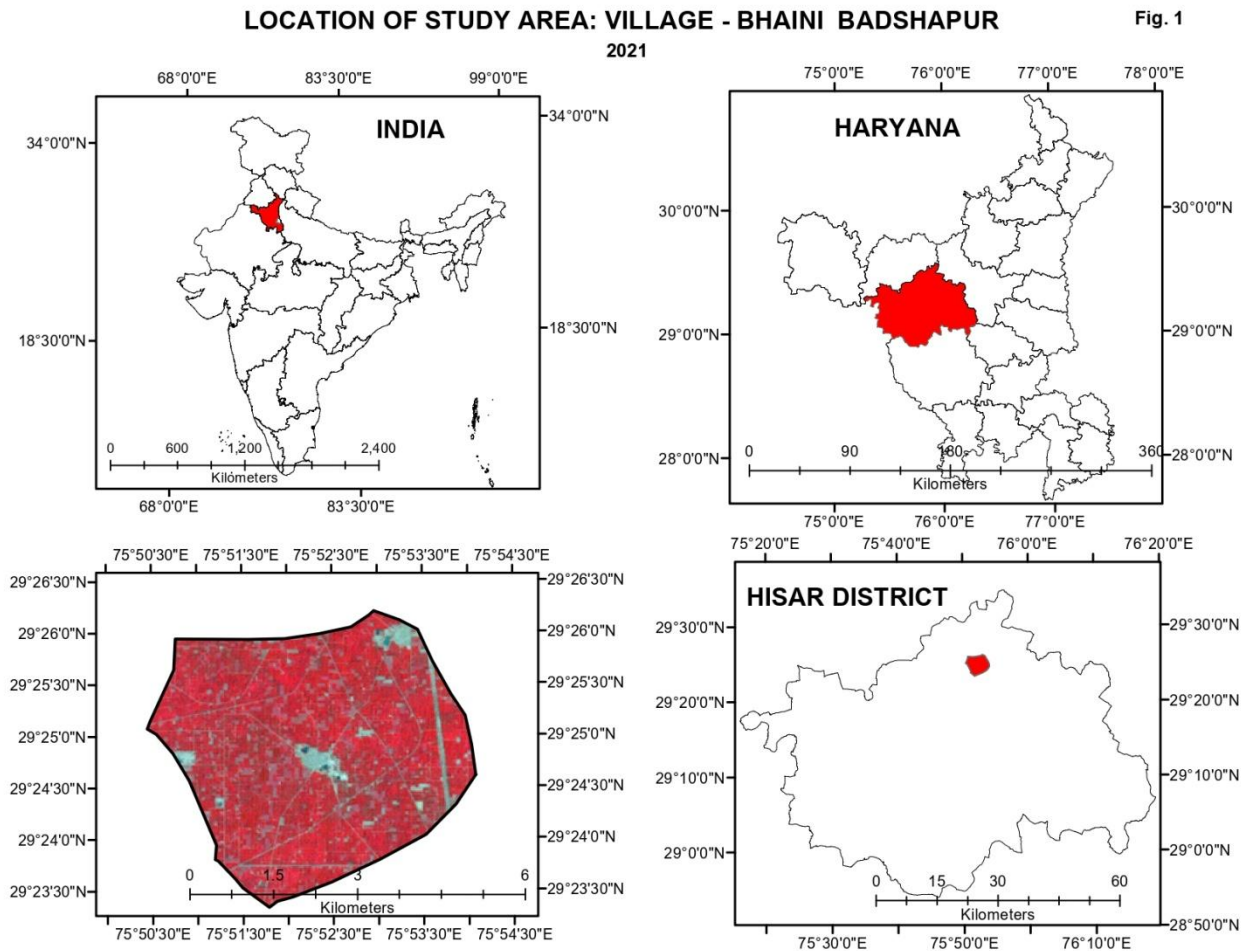 LOCATION OF STUDY AREA: VILLAGE - BHAINI BADSHAPUR
Fig. 1
2021
68°0'0"E 83°30'0"E 99°0'0"E
INDIA
34°0'0"N
34°0'0"N
18°30'0"N
18°30'0"N
0 600 1,200 2,400
Kilometers
68°0'0"E 83°30'0"E
75°0'0"E 76°0'0"E 77°0'0"E 78°0'0"E
HARYANA
30°0'0"N
30°0'0"N
29°0'0"N
29°0'0"N
28°0'0"N
28°0'0"N
0 90 180 360
Kilometers
75°0'0"E 76°0'0"E 77°0'0"E
75°50'30"E 75°51'30"E 75°52'30"E 75°53'30"E 75°54'30"E
29°26'30"N 29°26'30"N
29°26'0"N 29°26'0"N
29°25'30"N 29°25'30"N
29°25'0"N 29°25'0"N
29°24'30"N 29°24'30"N
29°24'0"N 29°24'0"N
29°23'30"N 29°23'30"N
0 1.5 3 6
Kilometers
75°50'30"E 75°51'30"E 75°52'30"E 75°53'30"E 75°54'30"E
75°20'0"E 75°40'0"E 76°0'0"E 76°20'0"E
HISAR DISTRICT
29°30'0"N 29°30'0"N
29°20'0"N 29°20'0"N
29°10'0"N 29°10'0"N
29°0'0"N 29°0'0"N
28°50'0"N
0 15 30 60
Kilometers
75°30'0"E 75°50'0"E 76°10'0"E